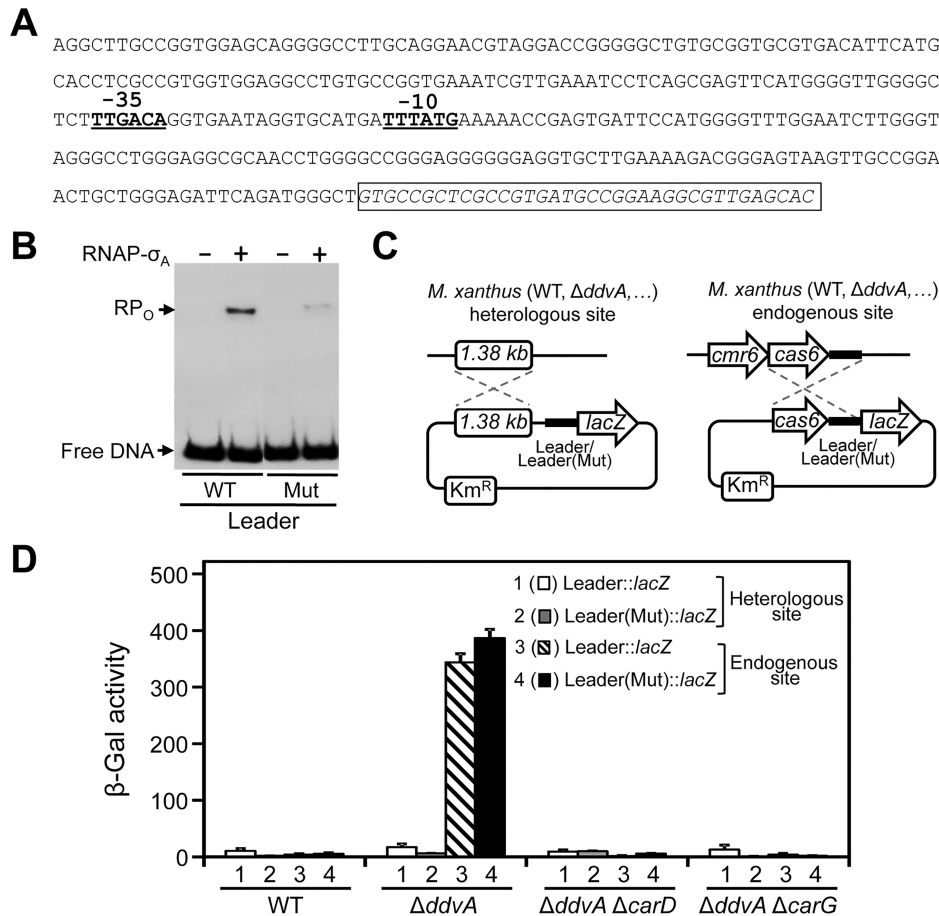 A
AGGCTTGCCGGTGGAGCAGGGGCCTTGCAGGAACGTAGGACCGGGGGCTGTGCGGTGCGTGACATTCATG
CACCTCGCCGTGGTGGAGGCCTGTGCCGGTGAAATCGTTGAAATCCTCAGCGAGTTCATGGGGTTGGGGC
−35 −10
TCTTTGACAGGTGAATAGGTGCATGATTTATGAAAAACCGAGTGATTCCATGGGGTTTGGAATCTTGGGT
AGGGCCTGGGAGGCGCAACCTGGGGCCGGGAGGGGGGAGGTGCTTGAAAAGACGGGAGTAAGTTGCCGGA
ACTGCTGGGAGATTCAGATGGGCTGTGCCGCTCGCCGTGATGCCGGAAGGCGTTGAGCAC
B
RNAP-σA − + − +
RPO
Free DNA
WT Mut
Leader
C
M. xanthus (WT, ΔddvA,…)
heterologous site
1.38 kb
1.38 kb lacZ
Leader/
Leader(Mut)
KmR
M. xanthus (WT, ΔddvA,…)
endogenous site
cmr6 cas6
cas6 lacZ
Leader/
Leader(Mut)
KmR
D
β-Gal activity
500
400
300
200
100
0
1 ( ) Leader::lacZ
2 ( ) Leader(Mut)::lacZ
Heterologous
site
3 ( ) Leader::lacZ
4 ( ) Leader(Mut)::lacZ
Endogenous
site
1 2 3 4 1 2 3 4 1 2 3 4 1 2 3 4
WT ΔddvA ΔddvA ΔcarD ΔddvA ΔcarG